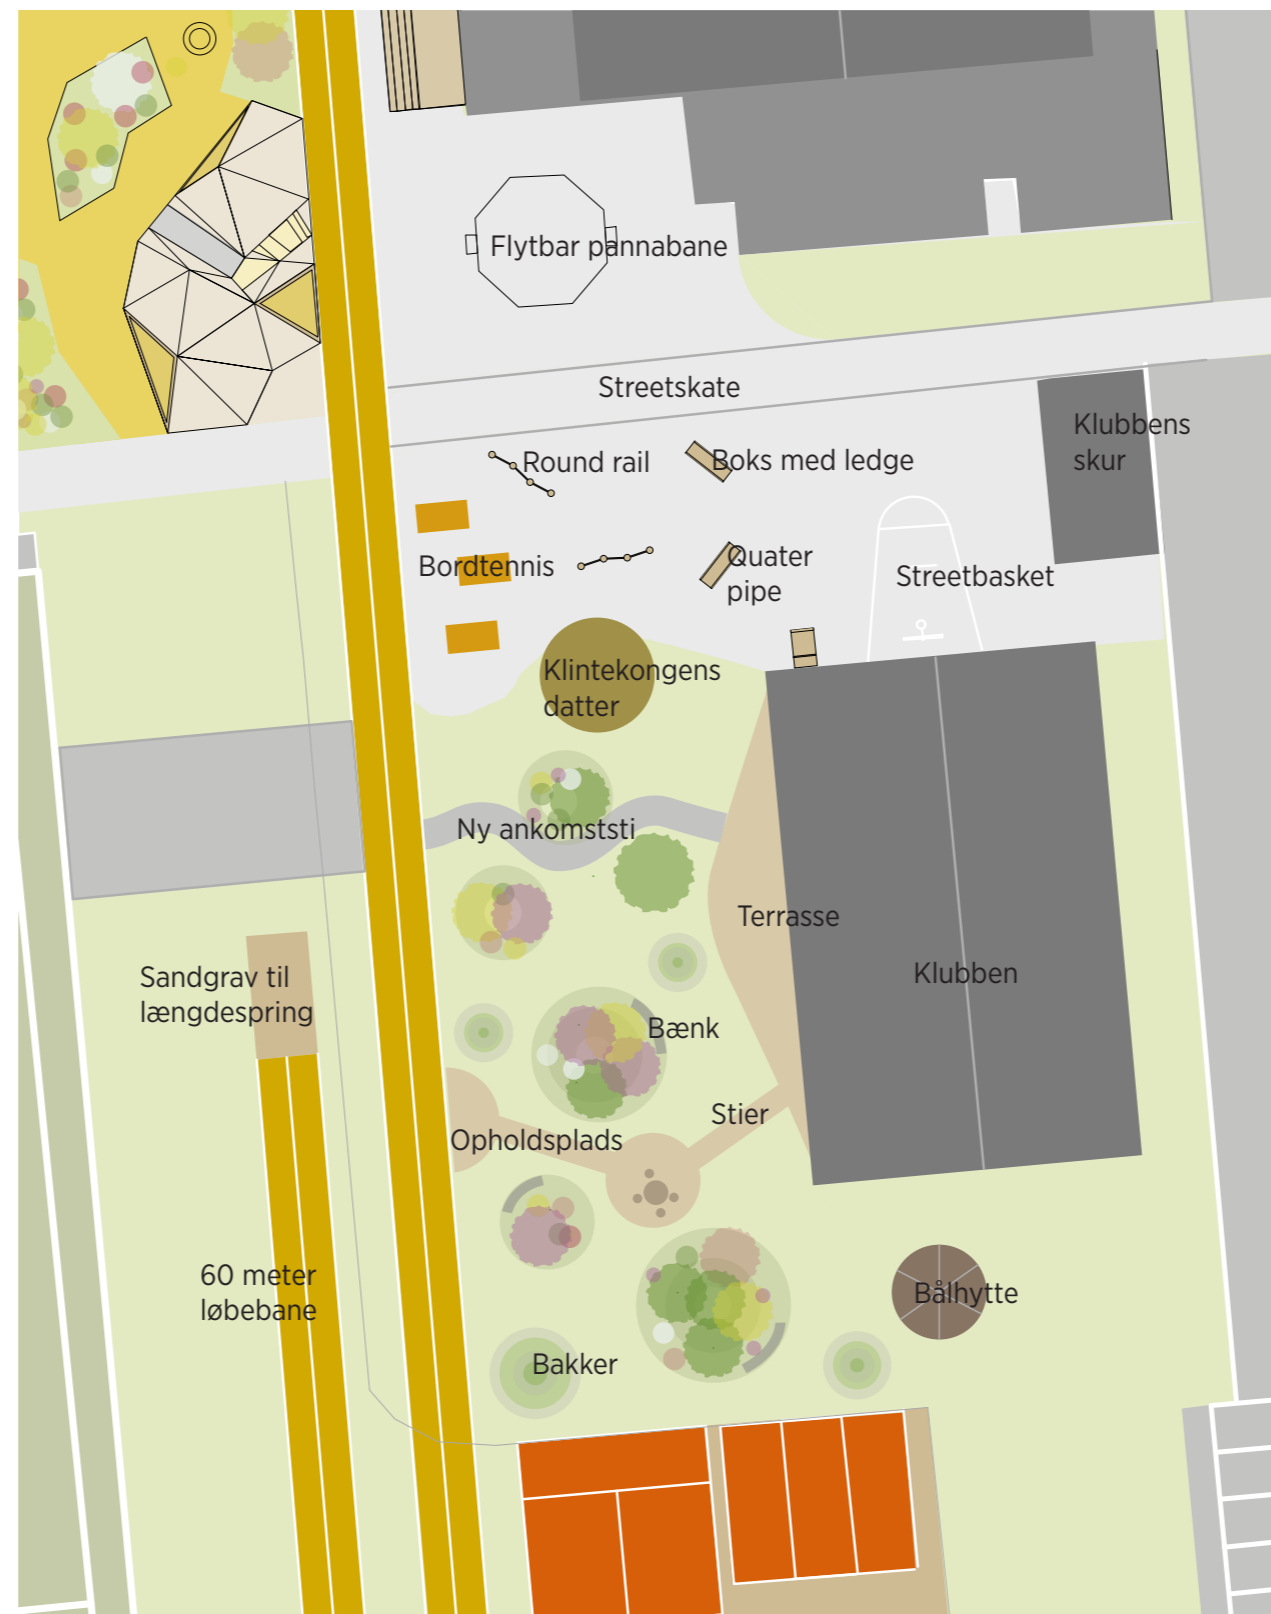 Flytbar pannabane
Streetskate
Klubbens
skur
Round rail
Boks med ledge
Bordtennis
Quater
pipe
Streetbasket
Klintekongens
datter
Ny ankomststi
Terrasse
Klubben
Sandgrav til
længdespring
Bænk
Stier
Opholdsplads
60 meter
løbebane
Bålhytte
Bakker